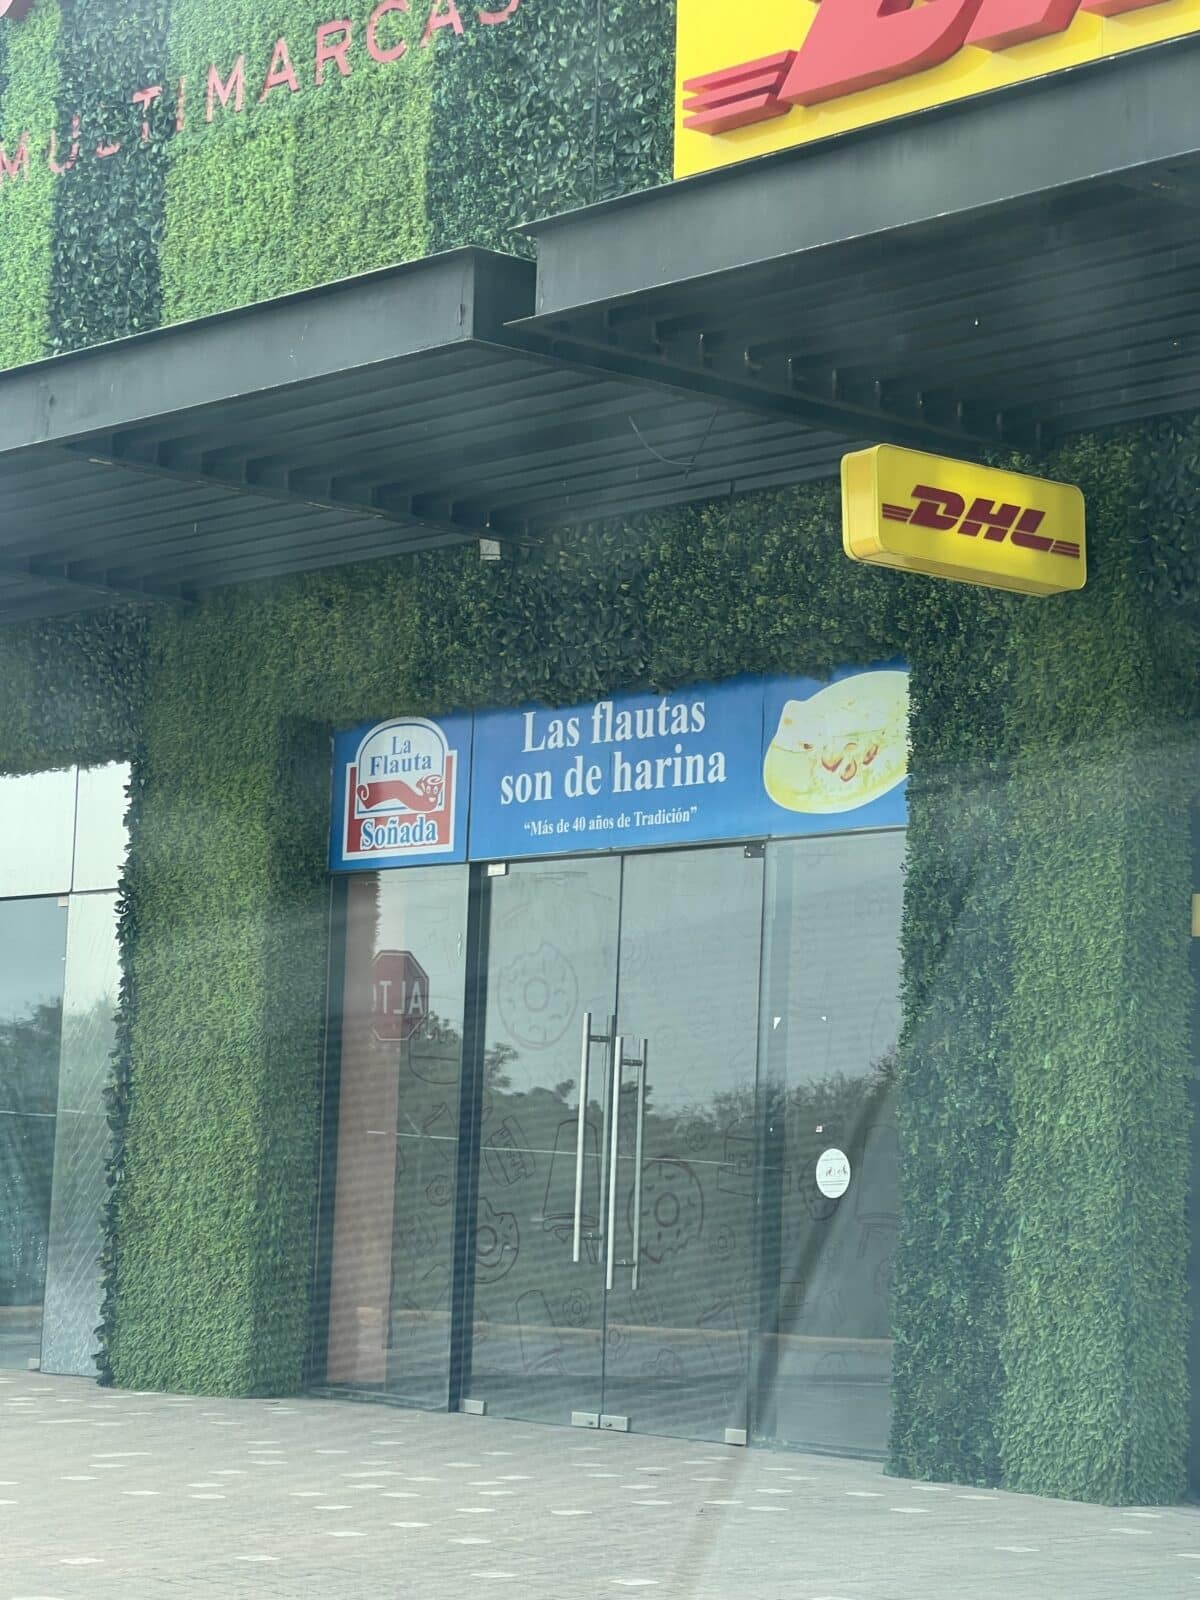 MULTIMARCAS
DHL
DHL
La
Flauta
Soñada
Las flautas
son de harina
“Más de 40 años de Tradición”
ALTO